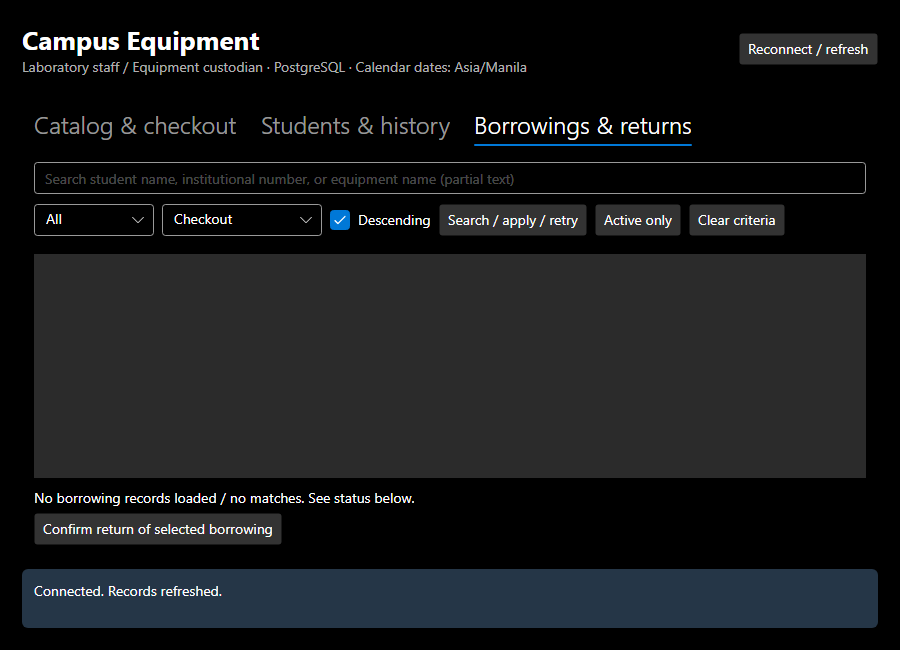 Campus Equipment
Laboratory staff / Equipment custodian · PostgreSQL · Calendar dates: Asia/Manila
Reconnect / refresh
Catalog & checkout
Students & history
Borrowings & returns
Search student name, institutional number, or equipment name (partial text)
All
Checkout
Descending
Search / apply / retry
Active only
Clear criteria
No borrowing records loaded / no matches. See status below.
Confirm return of selected borrowing
Connected. Records refreshed.